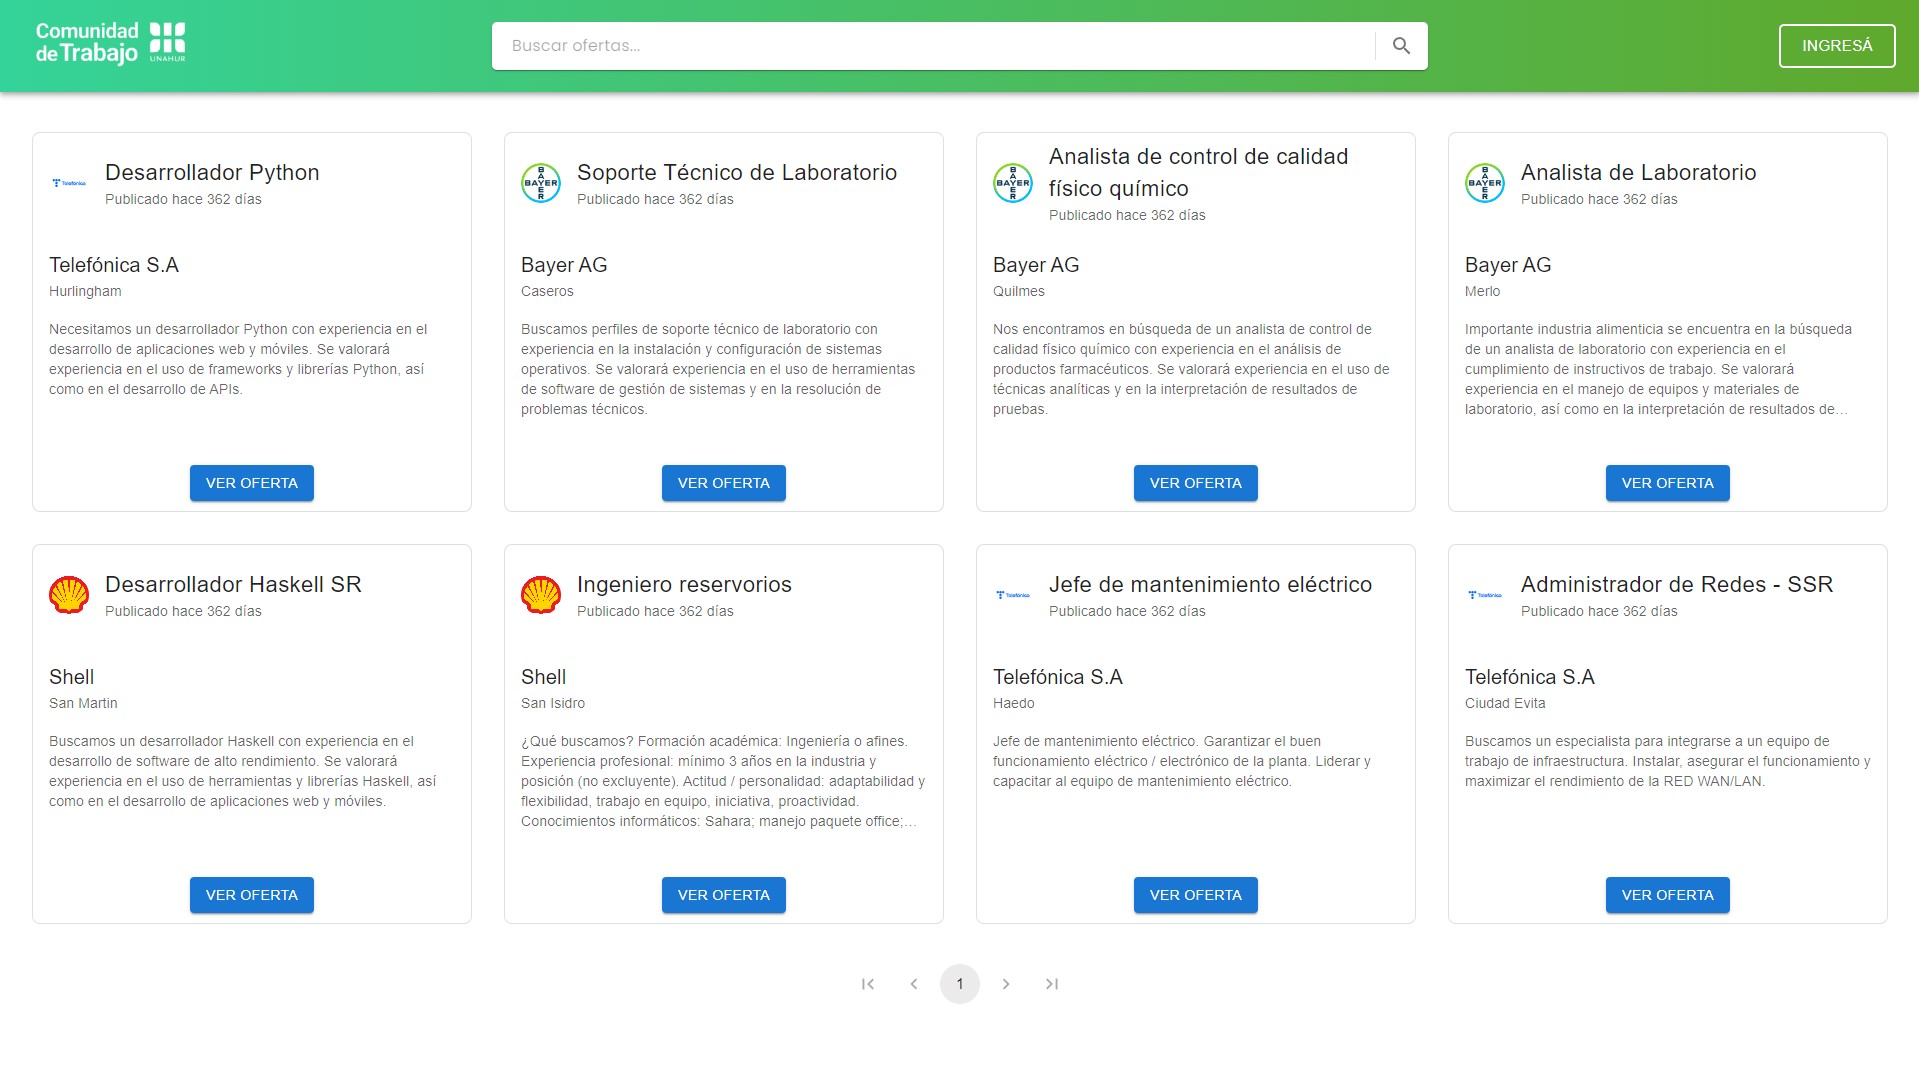 Comunidad
de Trabajo
UNAHUR
Buscar ofertas...
INGRESÁ
Telefónica
Desarrollador Python
Publicado hace 362 días
Telefónica S.A
Hurlingham
Necesitamos un desarrollador Python con experiencia en el
desarrollo de aplicaciones web y móviles. Se valorará
experiencia en el uso de frameworks y librerías Python, así
como en el desarrollo de APIs.
VER OFERTA
BAYER
BAYER
Soporte Técnico de Laboratorio
Publicado hace 362 días
Bayer AG
Caseros
Buscamos perfiles de soporte técnico de laboratorio con
experiencia en la instalación y configuración de sistemas
operativos. Se valorará experiencia en el uso de herramientas
de software de gestión de sistemas y en la resolución de
problemas técnicos.
VER OFERTA
BAYER
BAYER
Analista de control de calidad
físico químico
Publicado hace 362 días
Bayer AG
Quilmes
Nos encontramos en búsqueda de un analista de control de
calidad físico químico con experiencia en el análisis de
productos farmacéuticos. Se valorará experiencia en el uso de
técnicas analíticas y en la interpretación de resultados de
pruebas.
VER OFERTA
BAYER
BAYER
Analista de Laboratorio
Publicado hace 362 días
Bayer AG
Merlo
Importante industria alimenticia se encuentra en la búsqueda
de un analista de laboratorio con experiencia en el
cumplimiento de instructivos de trabajo. Se valorará
experiencia en el manejo de equipos y materiales de
laboratorio, así como en la interpretación de resultados de…
VER OFERTA
Desarrollador Haskell SR
Publicado hace 362 días
Shell
San Martin
Buscamos un desarrollador Haskell con experiencia en el
desarrollo de software de alto rendimiento. Se valorará
experiencia en el uso de herramientas y librerías Haskell, así
como en el desarrollo de aplicaciones web y móviles.
VER OFERTA
Ingeniero reservorios
Publicado hace 362 días
Shell
San Isidro
¿Qué buscamos? Formación académica: Ingeniería o afines.
Experiencia profesional: mínimo 3 años en la industria y
posición (no excluyente). Actitud / personalidad: adaptabilidad y
flexibilidad, trabajo en equipo, iniciativa, proactividad.
Conocimientos informáticos: Sahara; manejo paquete office;…
VER OFERTA
Telefónica
Jefe de mantenimiento eléctrico
Publicado hace 362 días
Telefónica S.A
Haedo
Jefe de mantenimiento eléctrico. Garantizar el buen
funcionamiento eléctrico / electrónico de la planta. Liderar y
capacitar al equipo de mantenimiento eléctrico.
VER OFERTA
Telefónica
Administrador de Redes - SSR
Publicado hace 362 días
Telefónica S.A
Ciudad Evita
Buscamos un especialista para integrarse a un equipo de
trabajo de infraestructura. Instalar, asegurar el funcionamiento y
maximizar el rendimiento de la RED WAN/LAN.
VER OFERTA
1